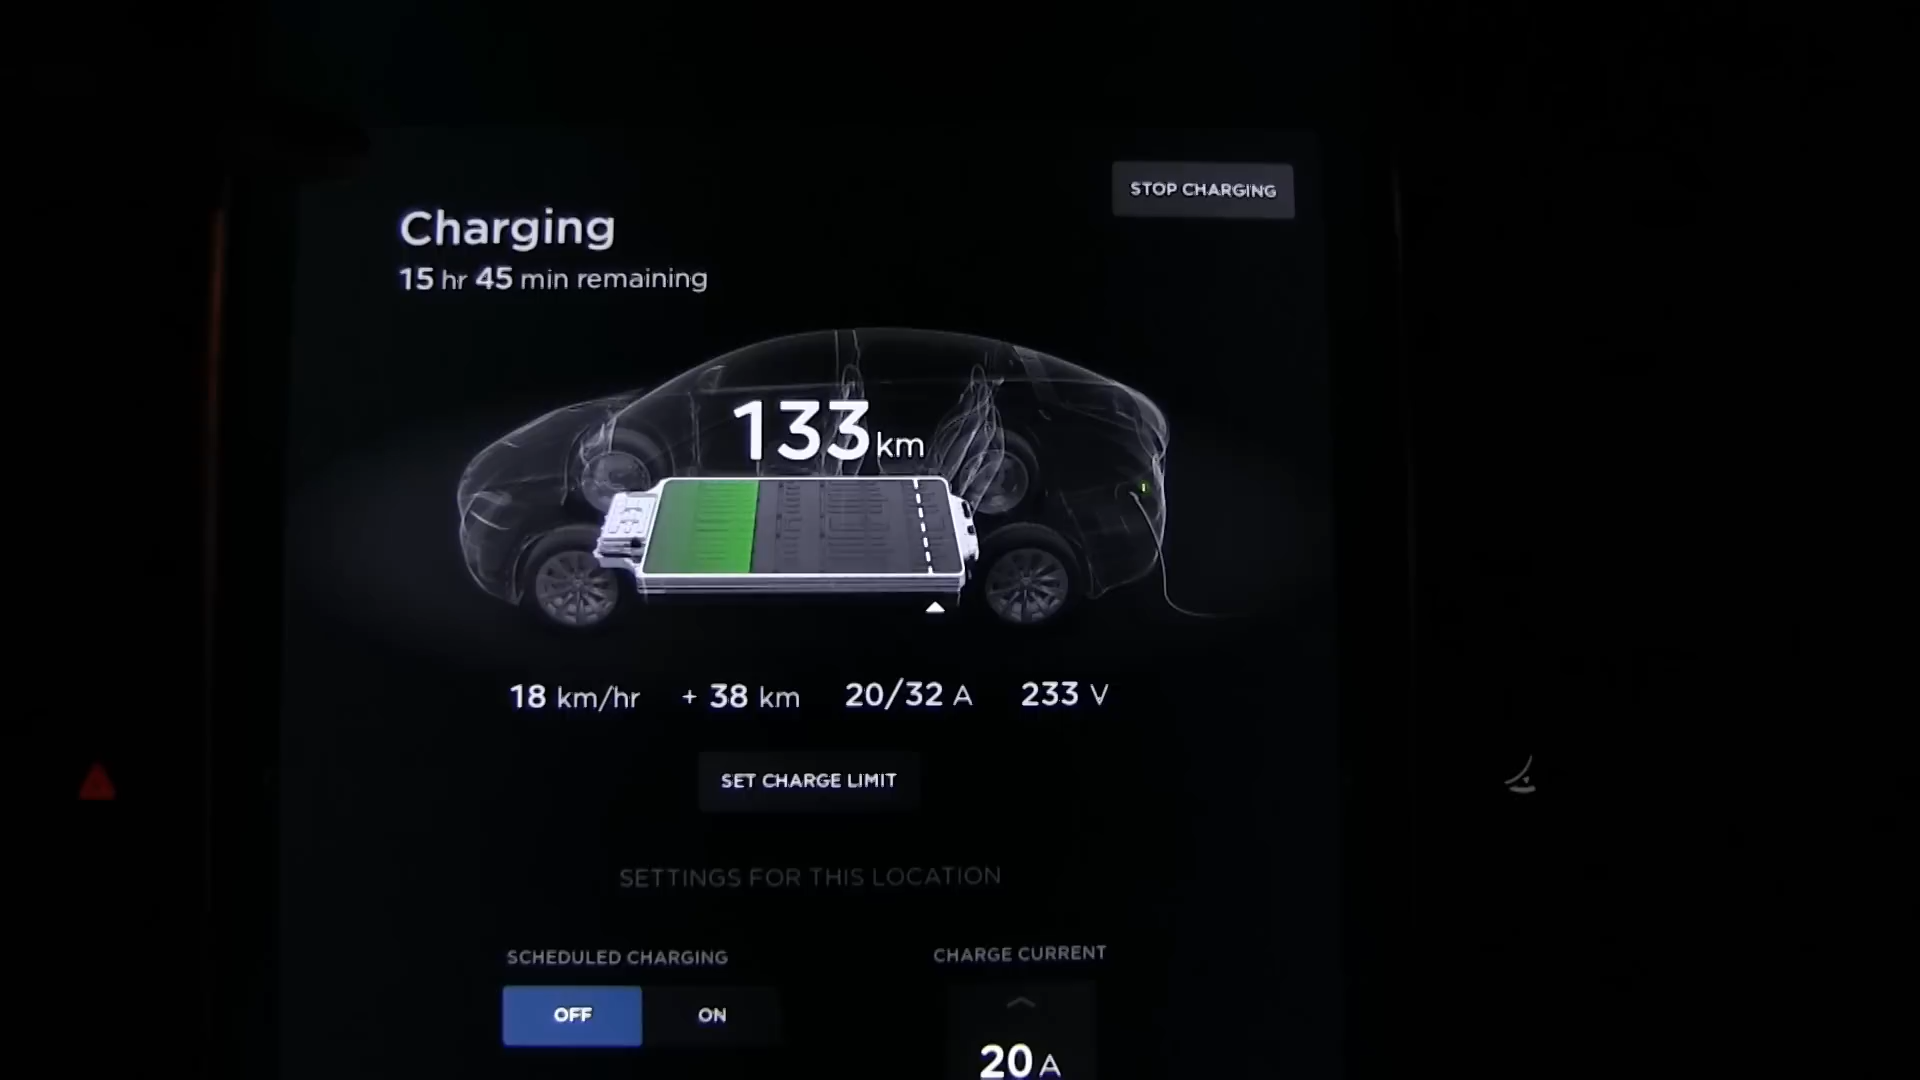 STOP CHARGING
Charging
15 hr 45 min remaining
133 km
18 km/hr + 38 km 20/32 A 233 V
SET CHARGE LIMIT
SETTINGS FOR THIS LOCATION
SCHEDULED CHARGING CHARGE CURRENT
OFF ON
20 A